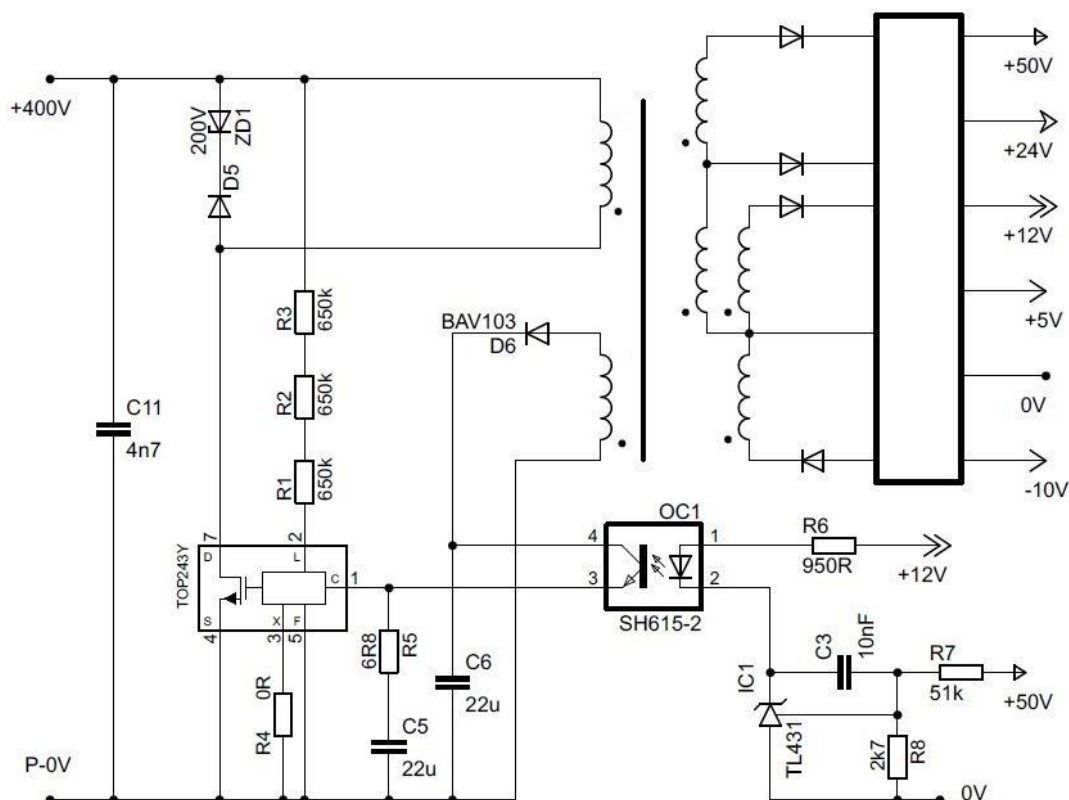 +400V
200V
ZD1
D5
C11
4n7
R3
650k
R2
650k
R1
650k
BAV103
D6
+50V
+24V
+12V
+5V
0V
-10V
TOP243Y
7
D
2
L
C
1
S
4
X
3
F
5
0R
R4
6R8
R5
C5
22u
C6
22u
OC1
4
3
1
2
SH615-2
R6
950R
+12V
C3
10nF
IC1
TL431
R7
51k
+50V
2k7
R8
P-0V
0V